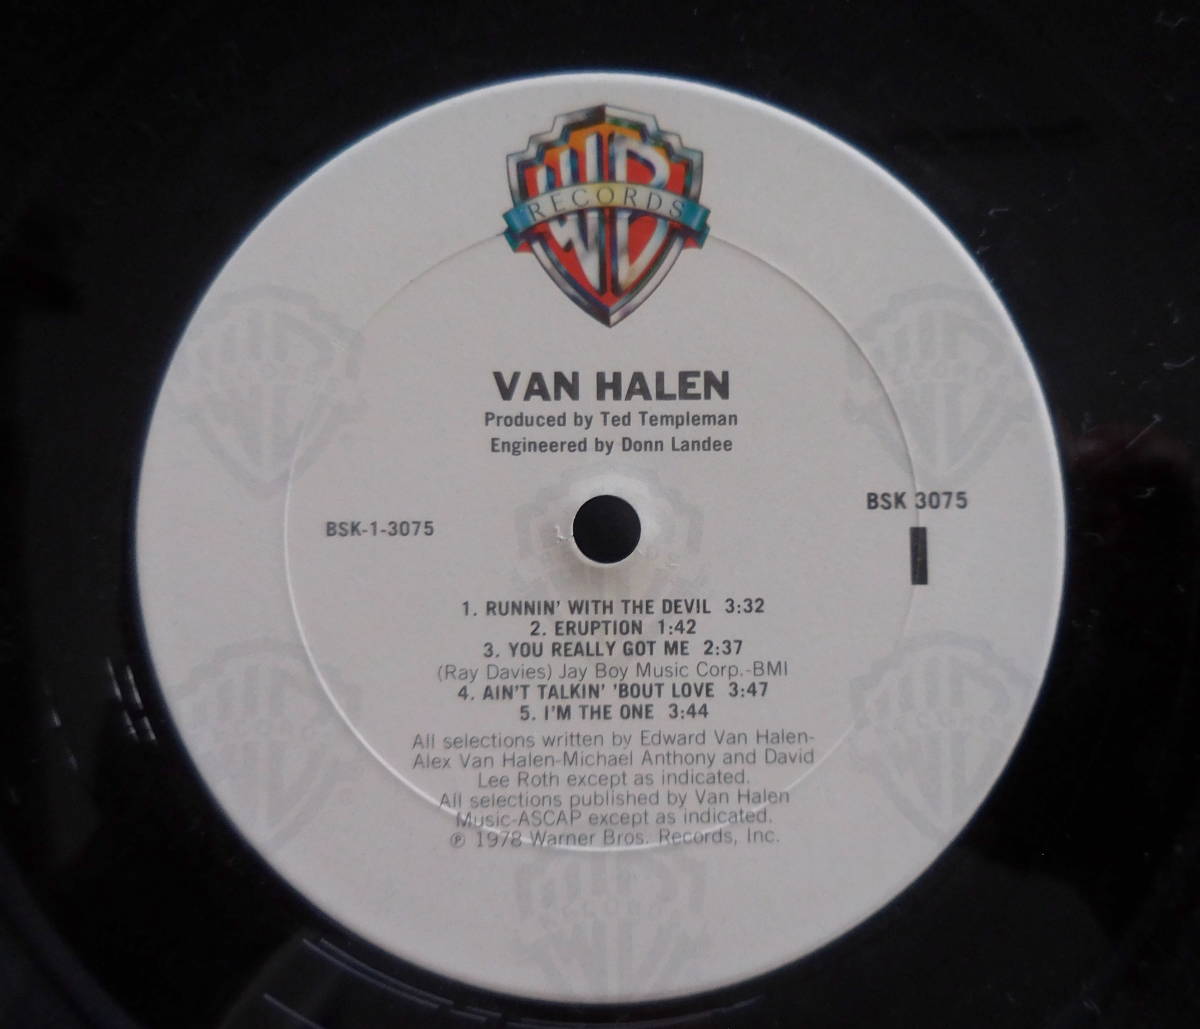 WB
RECORDS
VAN HALEN
Produced by Ted Templeman
Engineered by Donn Landee
BSK-1-3075
BSK 3075
1. RUNNIN' WITH THE DEVIL 3:32
2. ERUPTION 1:42
3. YOU REALLY GOT ME 2:37
(Ray Davies) Jay Boy Music Corp.-BMI
4. AIN'T TALKIN' 'BOUT LOVE 3:47
5. I'M THE ONE 3:44
All selections written by Edward Van Halen-
Alex Van Halen-Michael Anthony and David
Lee Roth except as indicated.
All selections published by Van Halen
Music-ASCAP except as indicated.
℗ 1978 Warner Bros. Records, Inc.